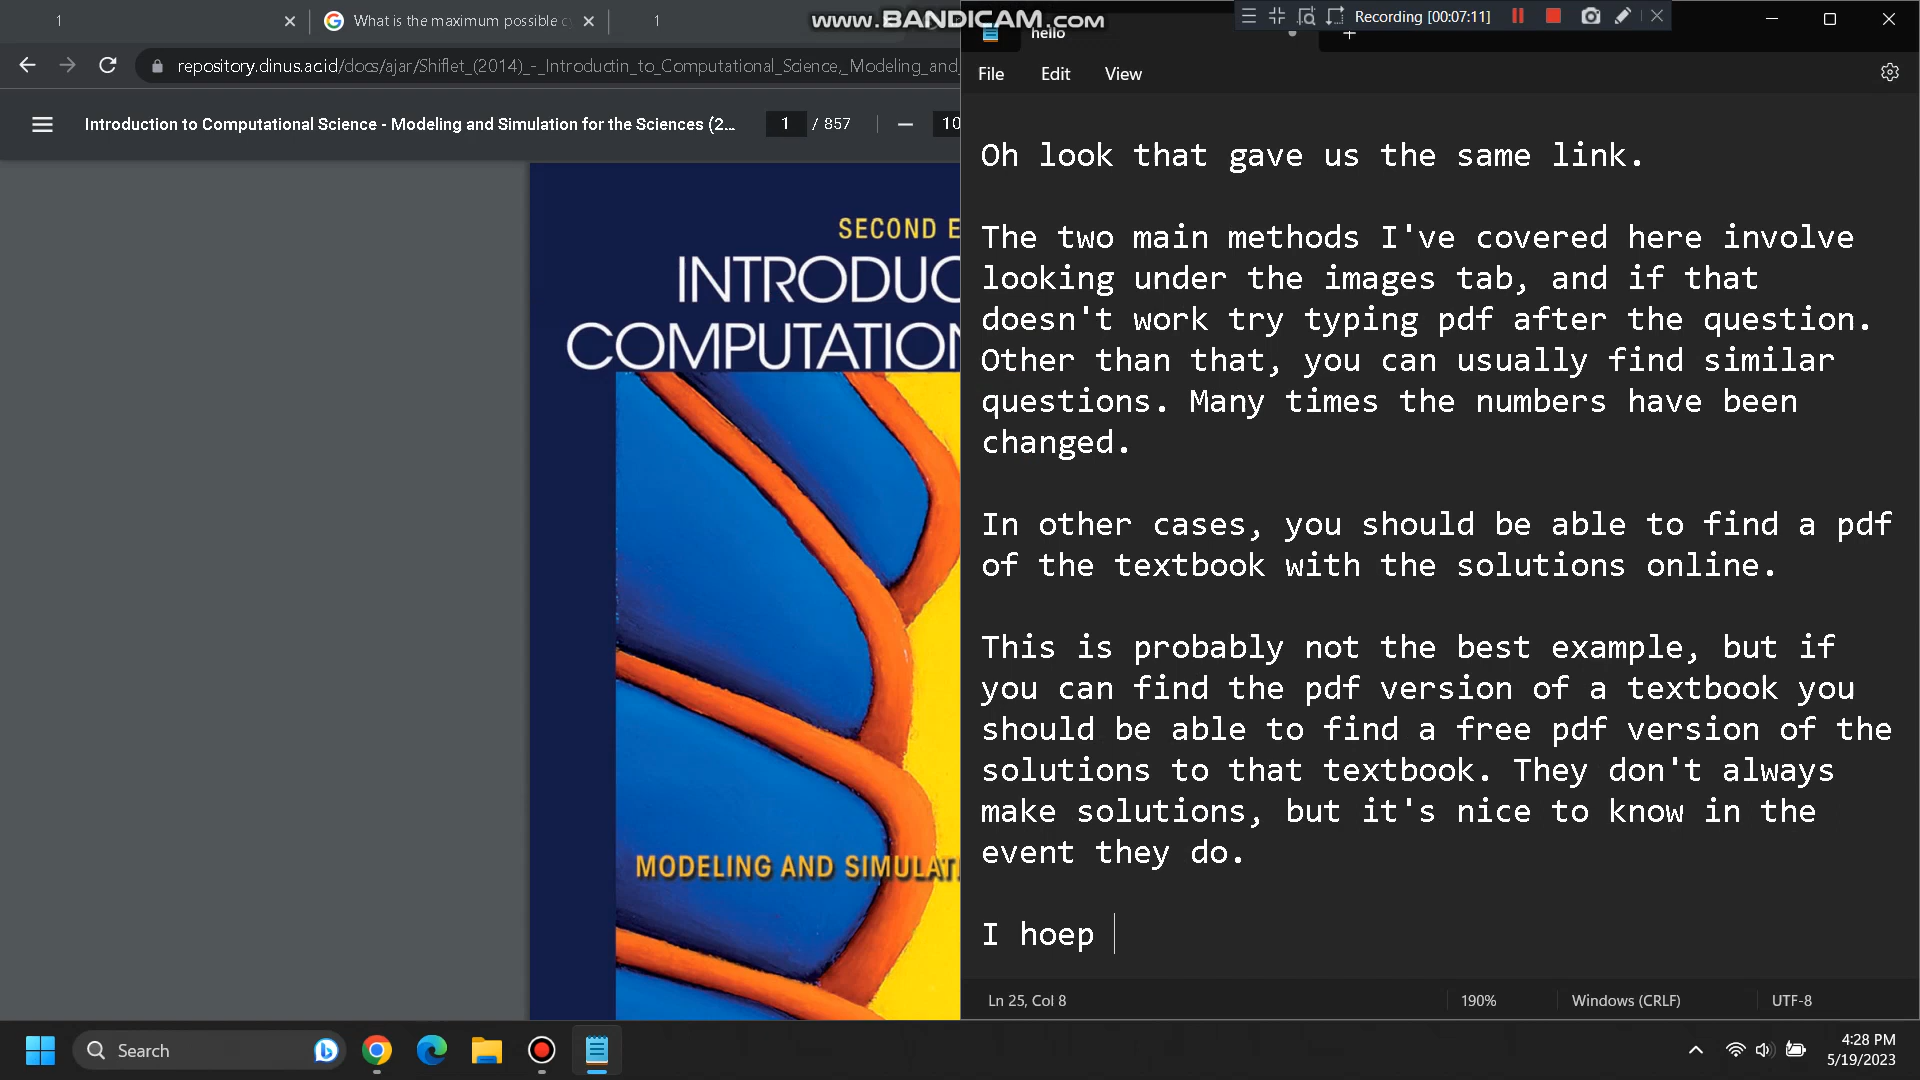 1
What is the maximum possible c
1
www.BANDICAM.com
Recording [00:07:11]
repository.dinus.ac.id/docs/ajar/Shiflet_(2014)_-_Introductin_to_Computational_Science,_Modeling_and_
hello
File Edit View
Introduction to Computational Science - Modeling and Simulation for the Sciences (2...
1 / 857
10
SECOND E
INTRODUC
COMPUTATION
MODELING AND SIMULATI
Oh look that gave us the same link.
The two main methods I've covered here involve
looking under the images tab, and if that
doesn't work try typing pdf after the question.
Other than that, you can usually find similar
questions. Many times the numbers have been
changed.
In other cases, you should be able to find a pdf
of the textbook with the solutions online.
This is probably not the best example, but if
you can find the pdf version of a textbook you
should be able to find a free pdf version of the
solutions to that textbook. They don't always
make solutions, but it's nice to know in the
event they do.
I hoep
Ln 25, Col 8
190%
Windows (CRLF)
UTF-8
Search
4:28 PM
5/19/2023